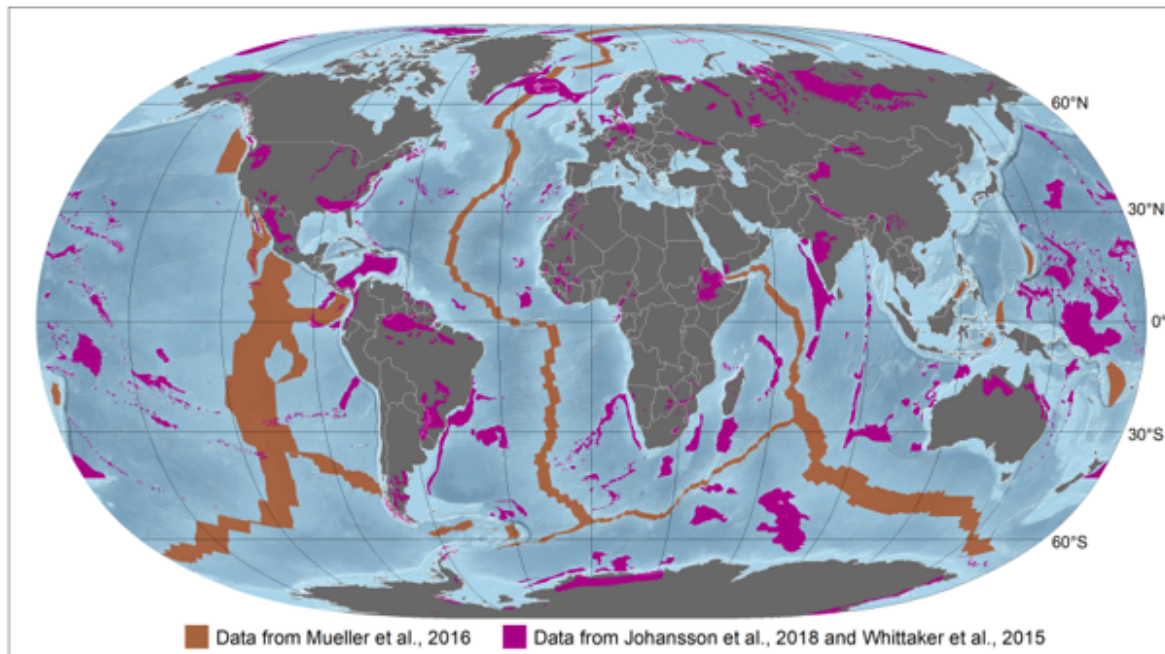 60°N
30°N
0°
30°S
60°S
Data from Mueller et al., 2016
Data from Johansson et al., 2018 and Whittaker et al., 2015